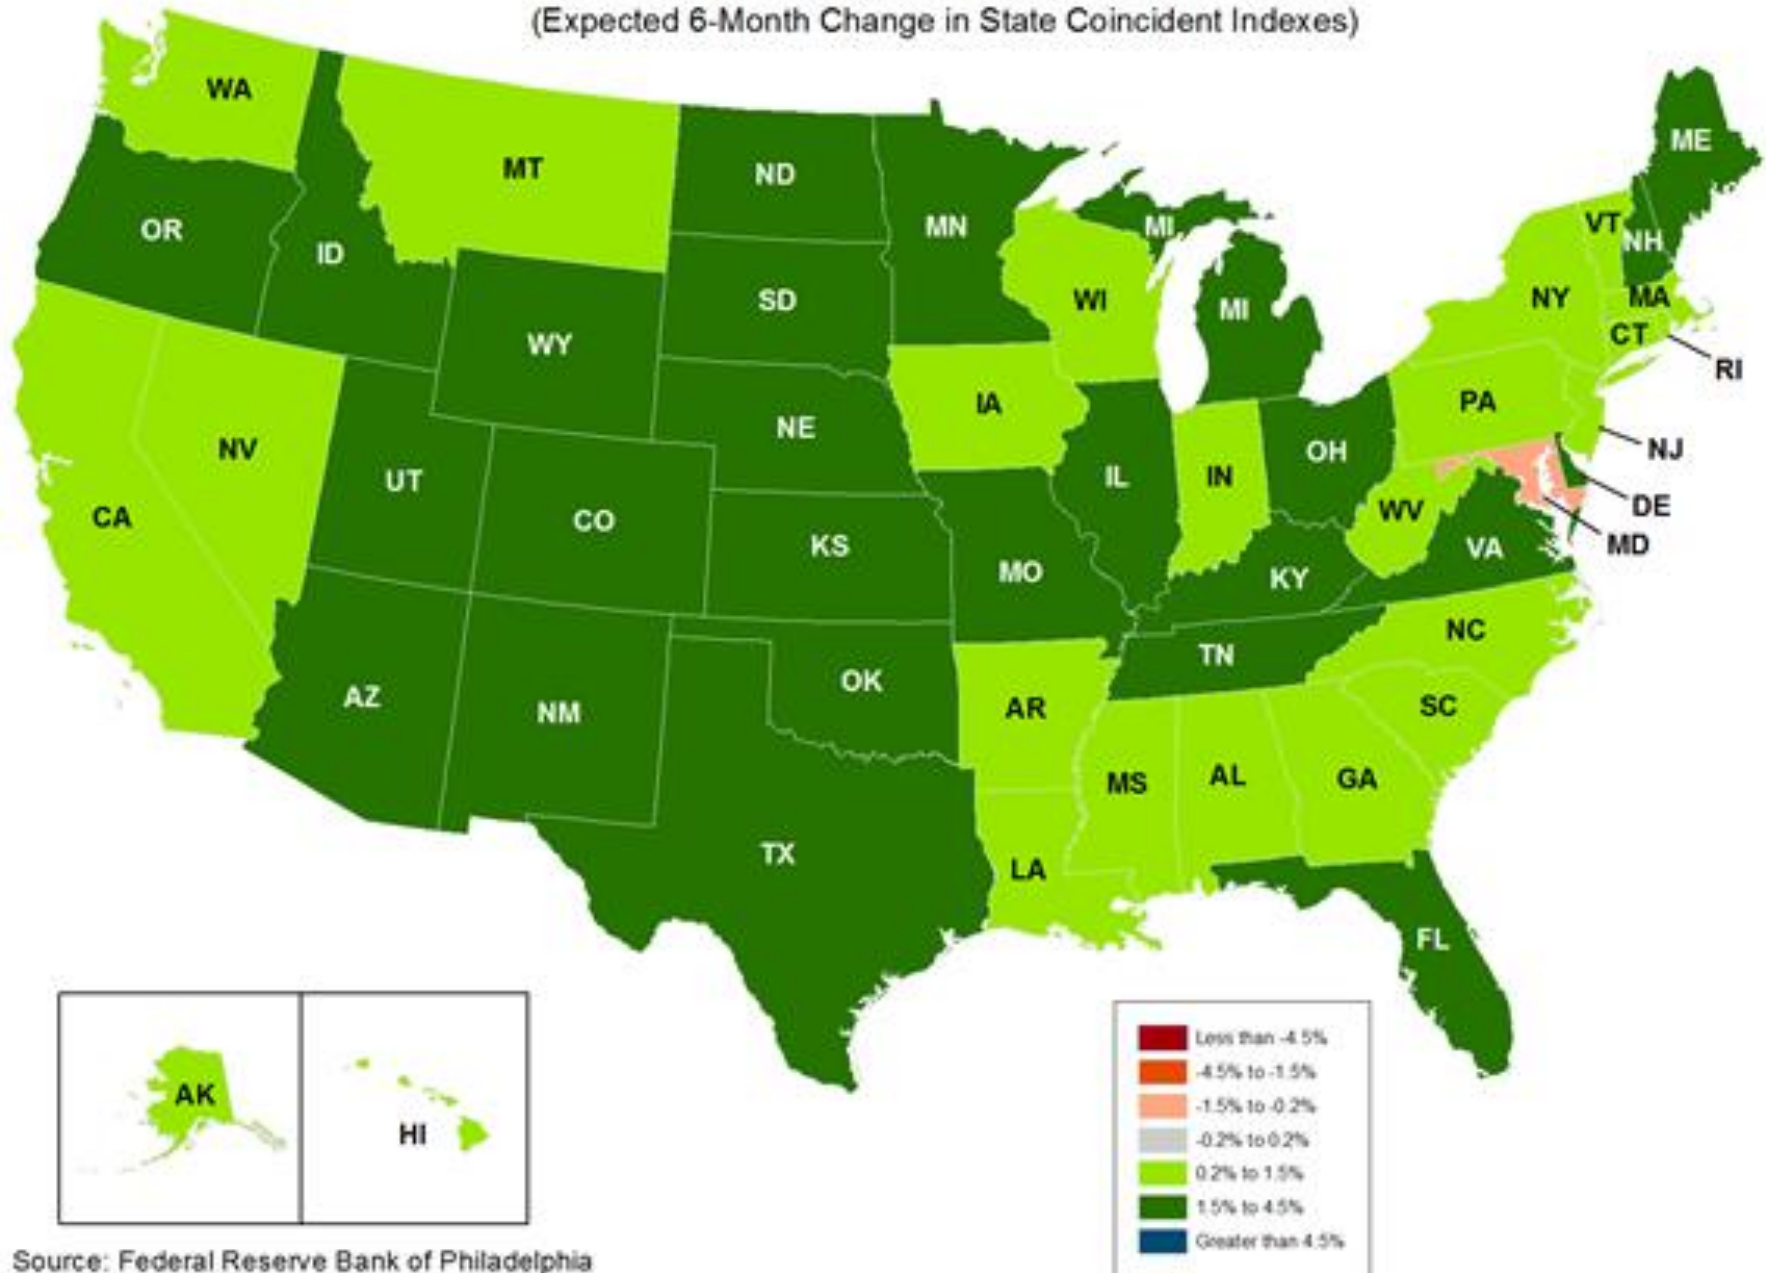 (Expected 6-Month Change in State Coincident Indexes)
WA
MT
ND
MN
ME
OR
ID
SD
WI
MI
MI
VT
NH
NY
MA
CT
RI
WY
NE
IA
PA
NJ
NV
UT
CO
KS
IL
IN
OH
WV
DE
MD
VA
CA
MO
KY
NC
TN
AZ
NM
OK
AR
SC
MS
AL
GA
TX
LA
FL
AK
HI
Less than -4.5%
-4.5% to -1.5%
-1.5% to -0.2%
-0.2% to 0.2%
0.2% to 1.5%
1.5% to 4.5%
Greater than 4.5%
Source: Federal Reserve Bank of Philadelphia